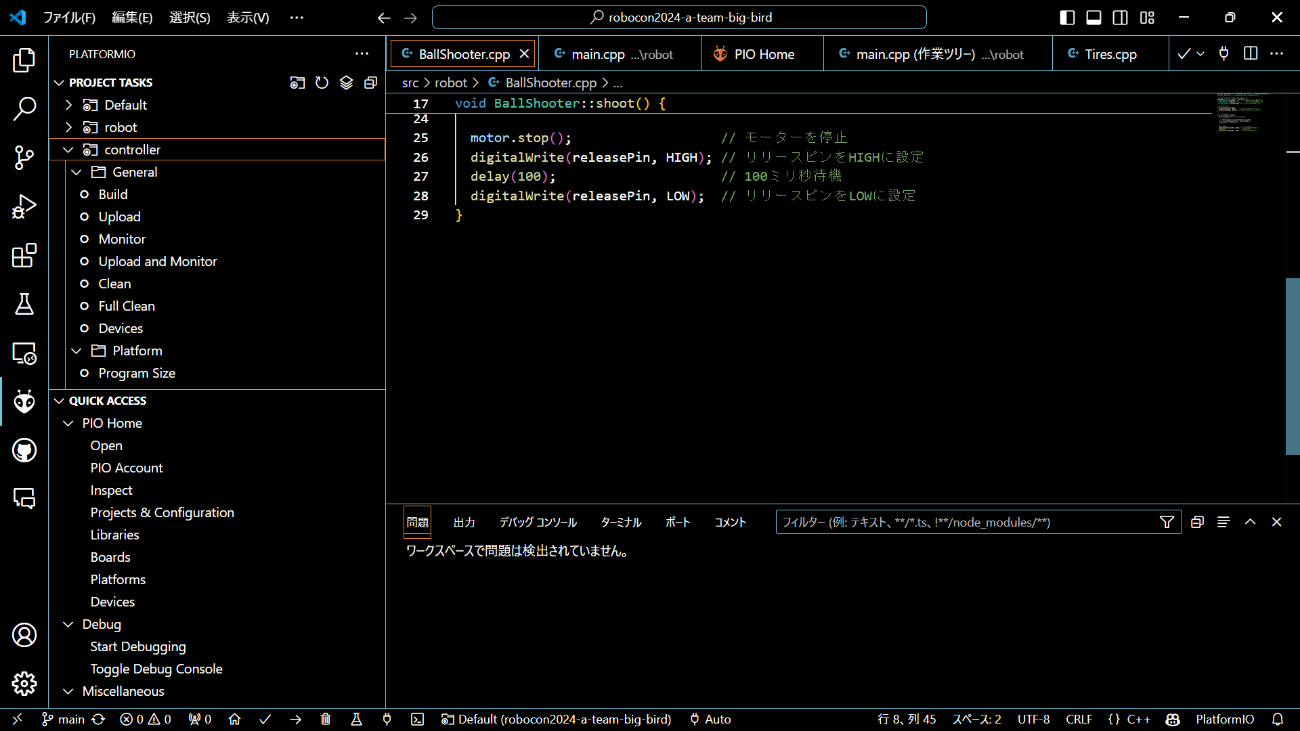 ファイル(F) 編集(E) 選択(S) 表示(V) ··· robocon2024-a-team-big-bird
PLATFORMIO ···
PROJECT TASKS
Default
robot
controller
General
Build
Upload
Monitor
Upload and Monitor
Clean
Full Clean
Devices
Platform
Program Size
QUICK ACCESS
PIO Home
Open
PIO Account
Inspect
Projects & Configuration
Libraries
Boards
Platforms
Devices
Debug
Start Debugging
Toggle Debug Console
Miscellaneous
BallShooter.cpp main.cpp ...\robot PIO Home main.cpp (作業ツリー) ...\robot Tires.cpp ···
src > robot > BallShooter.cpp > ...
17 void BallShooter::shoot() {
24
25 motor.stop(); // モーターを停止
26 digitalWrite(releasePin, HIGH); // リリースピンをHIGHに設定
27 delay(100); // 100ミリ秒待機
28 digitalWrite(releasePin, LOW); // リリースピンをLOWに設定
29 }
問題 出力 デバッグ コンソール ターミナル ポート コメント フィルター (例: テキスト、**/*.ts、!**/node_modules/**)
ワークスペースで問題は検出されていません。
main 0 0 0 Default (robocon2024-a-team-big-bird) Auto 行 8、列 45 スペース: 2 UTF-8 CRLF {} C++ PlatformIO